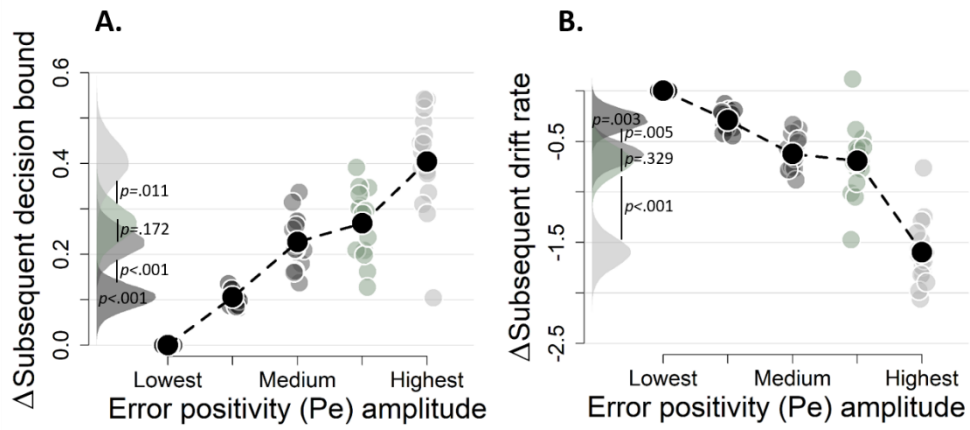 A.
ΔSubsequent decision bound
0.6
0.4
0.2
0.0
p=.011
p=.172
p<.001
p<.001
Lowest Medium Highest
Error positivity (Pe) amplitude
B.
ΔSubsequent drift rate
-0.5
-1.5
-2.5
p=.003
p=.005
p=.329
p<.001
Lowest Medium Highest
Error positivity (Pe) amplitude